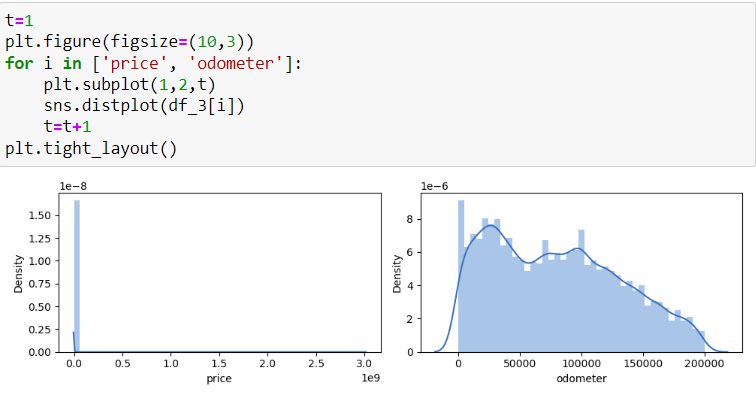 t=1
plt.figure(figsize=(10,3))
for i in ['price', 'odometer']:
    plt.subplot(1,2,t)
    sns.distplot(df_3[i])
    t=t+1
plt.tight_layout()
1e−8
1.50
1.25
1.00
0.75
0.50
0.25
0.00
Density
0.0 0.5 1.0 1.5 2.0 2.5 3.0
price 1e9
1e−6
8
6
4
2
0
Density
0 50000 100000 150000 200000
odometer